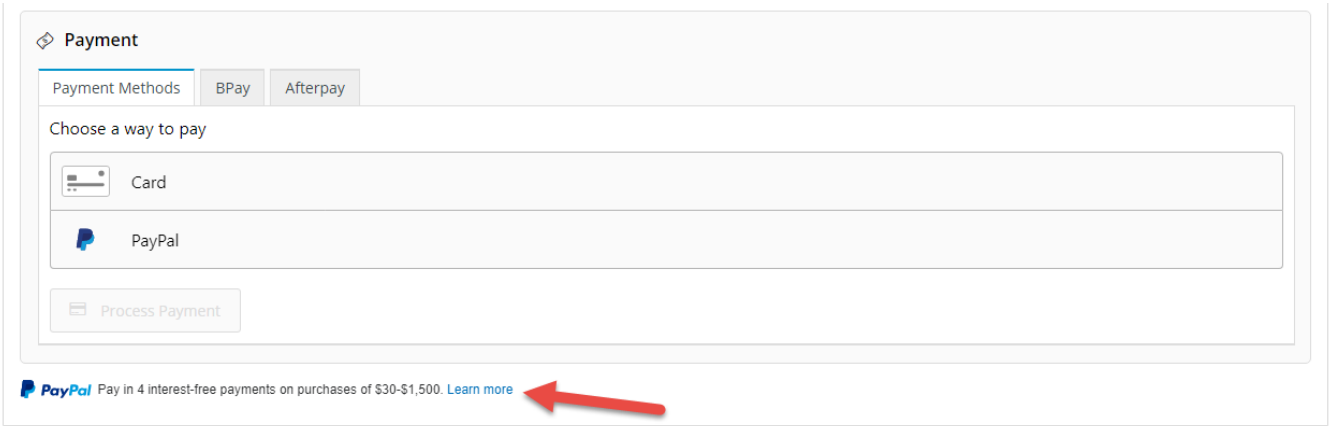 Payment
Payment Methods BPay Afterpay
Choose a way to pay
Card
PayPal
Process Payment
PayPal Pay in 4 interest-free payments on purchases of $30-$1,500. Learn more